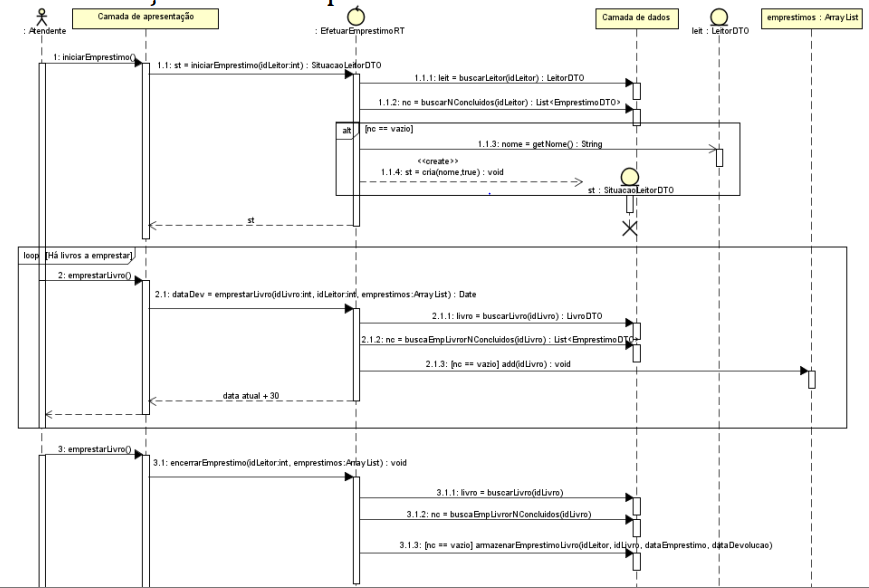 Camada de apresentação
Camada de dados
emprestimos : ArrayList
: Atendente
: EfetuarEmprestimoRT
leit : LeitorDTO
1: iniciarEmprestimo()
1.1: st = iniciarEmprestimo(idLeitor:int) : SituacaoLeitorDTO
1.1.1: leit = buscarLeitor(idLeitor) : LeitorDTO
1.1.2: nc = buscarNConcluidos(idLeitor) : List<EmprestimoDTO>
alt
[nc == vazio]
1.1.3: nome = getNome() : String
<<create>>
1.1.4: st = cria(nome,true) : void
st : SituacaoLeitorDTO
st
loop
[Há livros a emprestar]
2: emprestarLivro()
2.1: dataDev = emprestarLivro(idLivro:int, idLeitor:int, emprestimos:ArrayList) : Date
2.1.1: livro = buscarLivro(idLivro) : LivroDTO
2.1.2: nc = buscaEmpLivrorNConcluidos(idLivro) : List<EmprestimoDTO>
2.1.3: [nc == vazio] add(idLivro) : void
data atual + 30
3: emprestarLivro()
3.1: encerrarEmprestimo(idLeitor:int, emprestimos:ArrayList) : void
3.1.1: livro = buscarLivro(idLivro)
3.1.2: nc = buscaEmpLivrorNConcluidos(idLivro)
3.1.3: [nc == vazio] armazenarEmprestimoLivro(idLeitor, idLivro, dataEmprestimo, dataDevolucao)